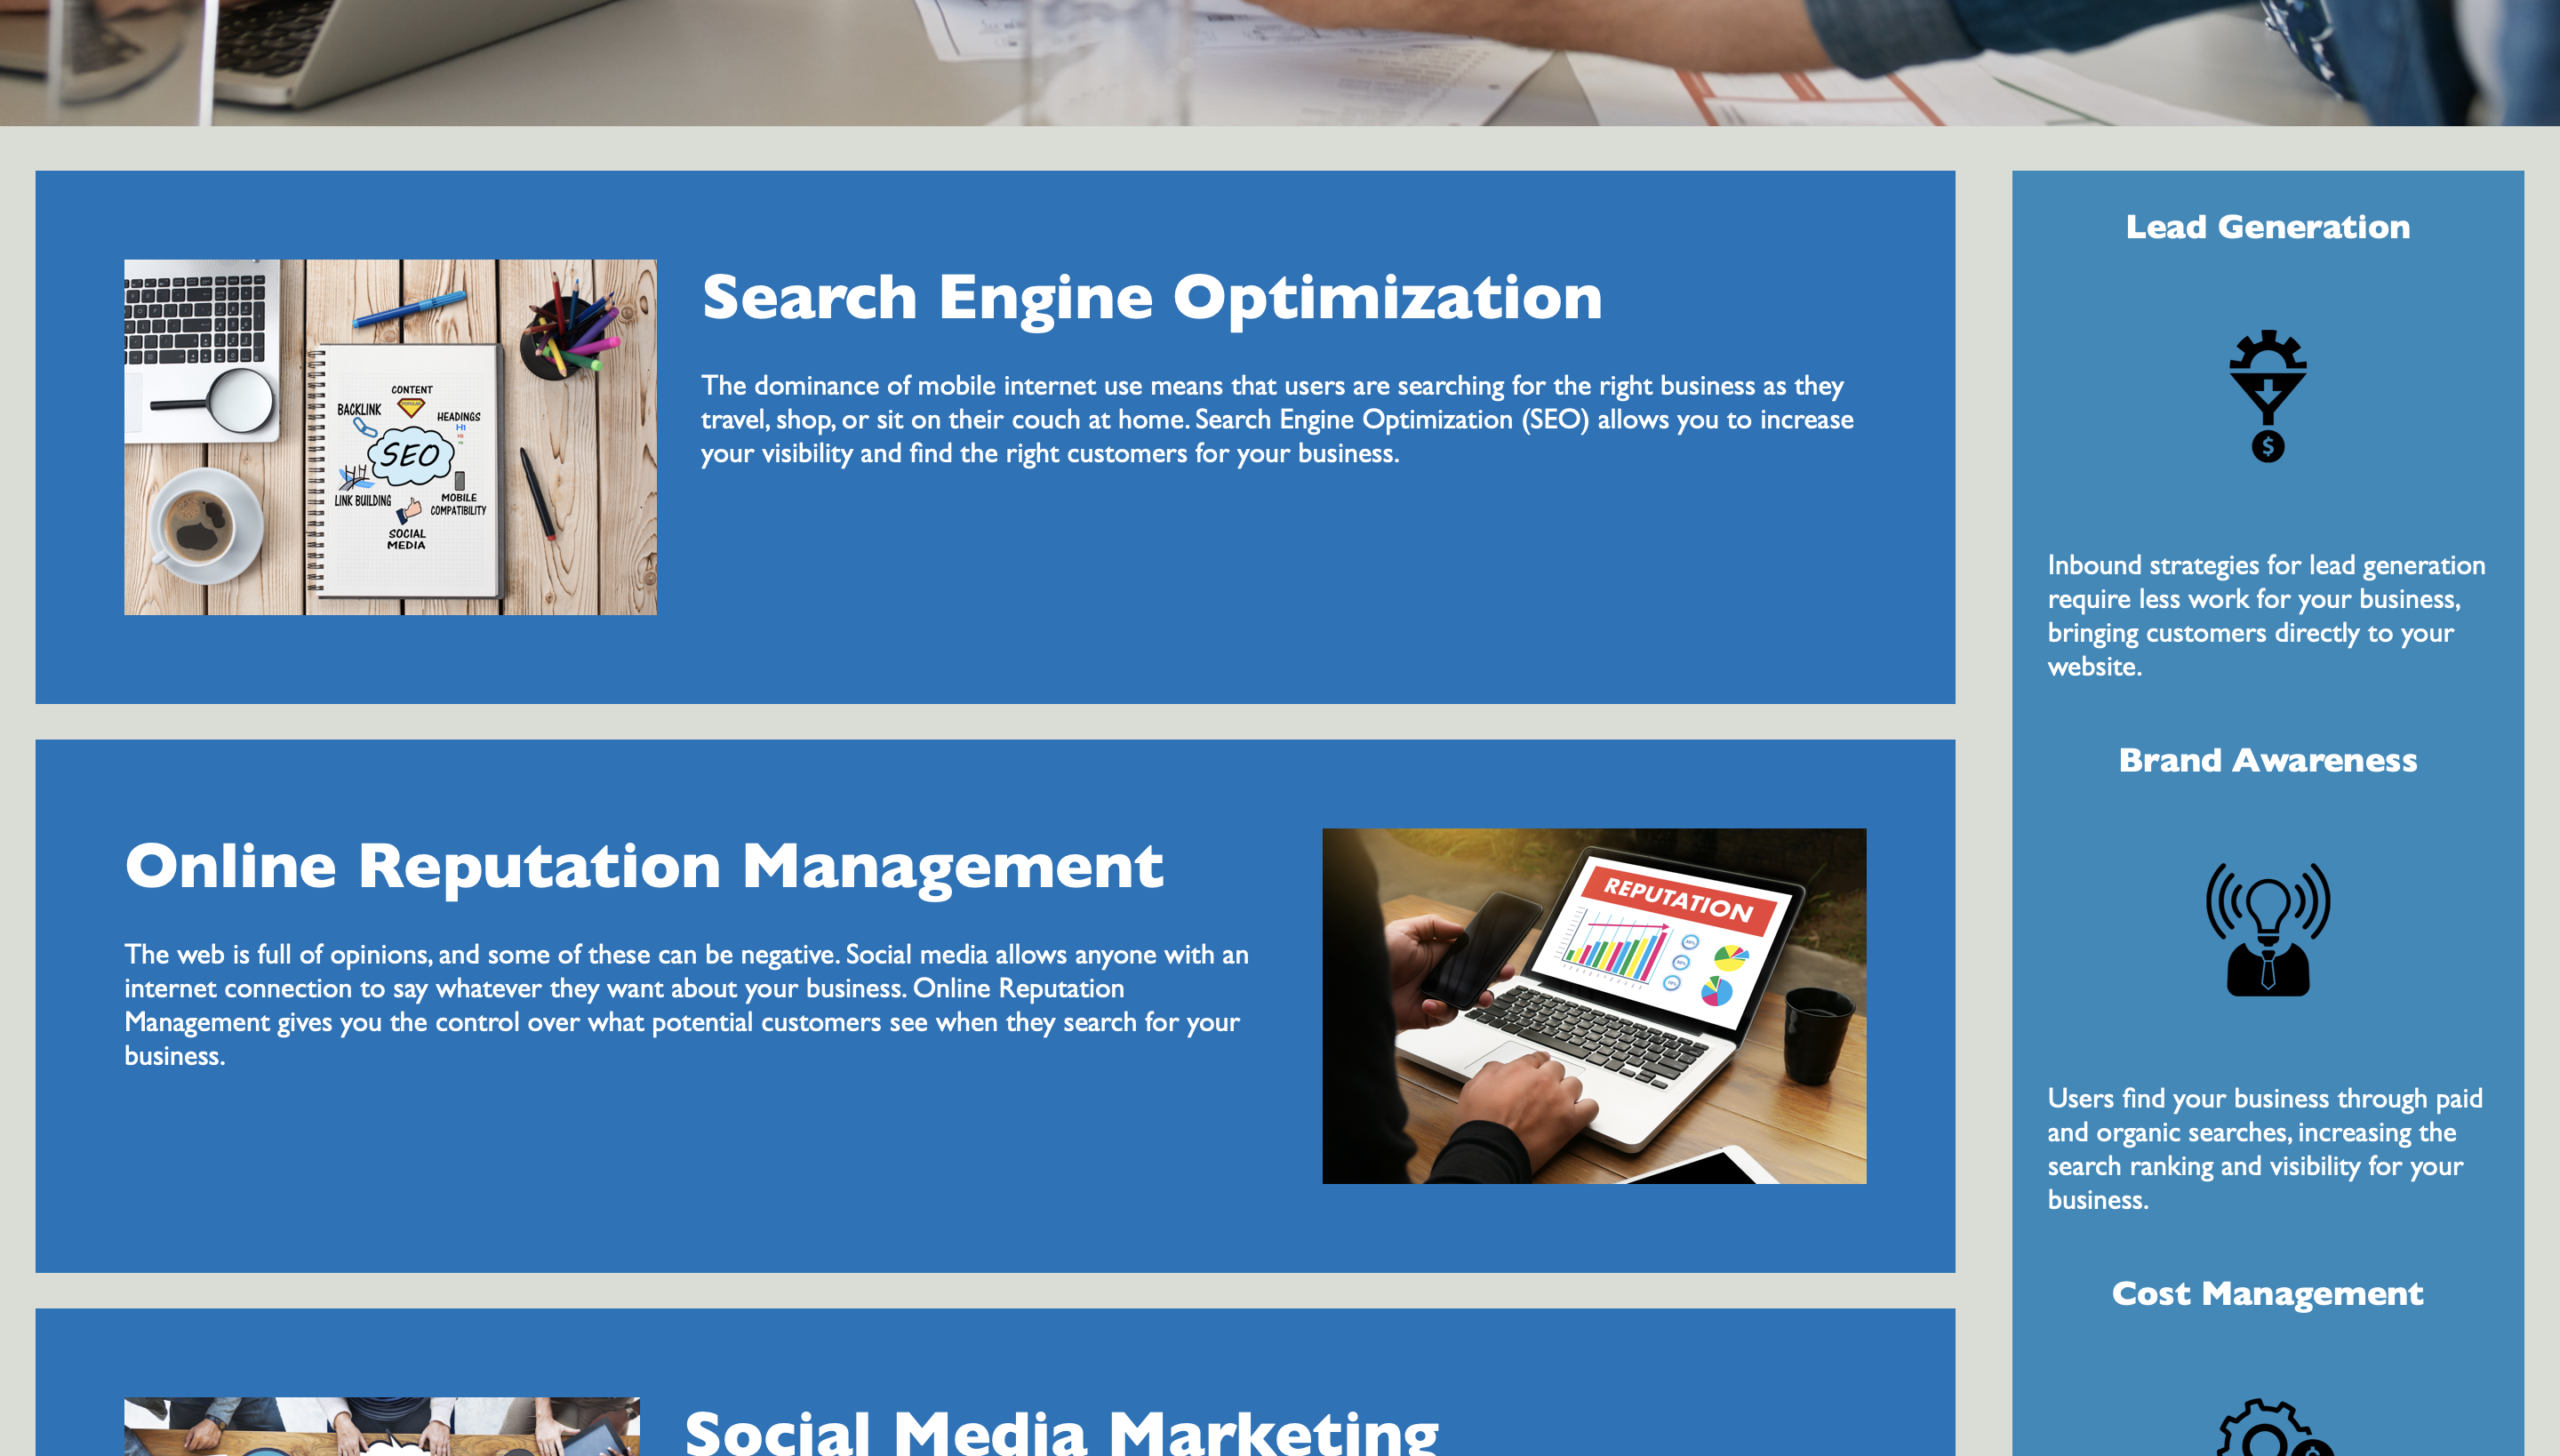 Search Engine Optimization
The dominance of mobile internet use means that users are searching for the right business as they
travel, shop, or sit on their couch at home. Search Engine Optimization (SEO) allows you to increase
your visibility and find the right customers for your business.
CONTENT
BACKLINK
HEADINGS
H1
SEO
LINK BUILDING
MOBILE
COMPATIBILITY
SOCIAL
MEDIA
Online Reputation Management
The web is full of opinions, and some of these can be negative. Social media allows anyone with an
internet connection to say whatever they want about your business. Online Reputation
Management gives you the control over what potential customers see when they search for your
business.
REPUTATION
Social Media Marketing
Lead Generation
$
Inbound strategies for lead generation
require less work for your business,
bringing customers directly to your
website.
Brand Awareness
Users find your business through paid
and organic searches, increasing the
search ranking and visibility for your
business.
Cost Management